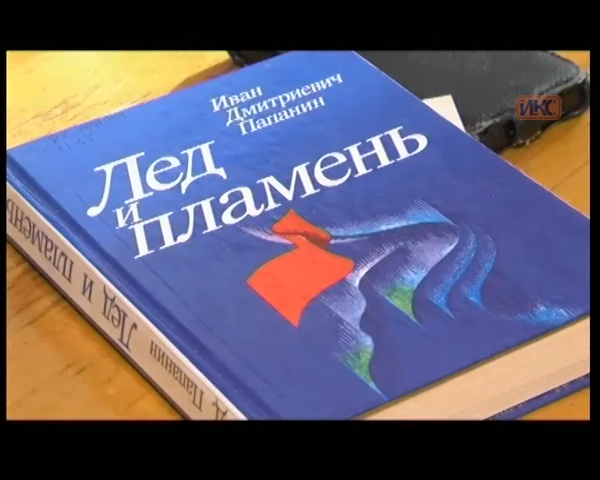 Иван
Дмитриевич
Папанин
Лед
и
пламень
Д. Папанин Лед и пламень
ИКС